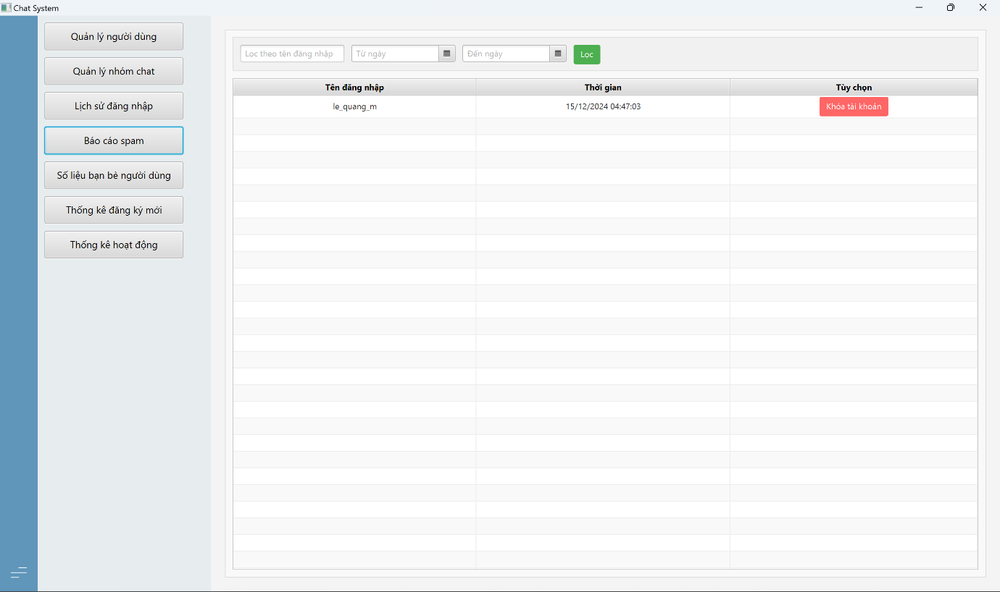 Chat System
Quản lý người dùng
Quản lý nhóm chat
Lịch sử đăng nhập
Báo cáo spam
Số liệu bạn bè người dùng
Thống kê đăng ký mới
Thống kê hoạt động
Lọc theo tên đăng nhập
Từ ngày
Đến ngày
Lọc
Tên đăng nhập
Thời gian
Tùy chọn
le_quang_m
15/12/2024 04:47:03
Khóa tài khoản